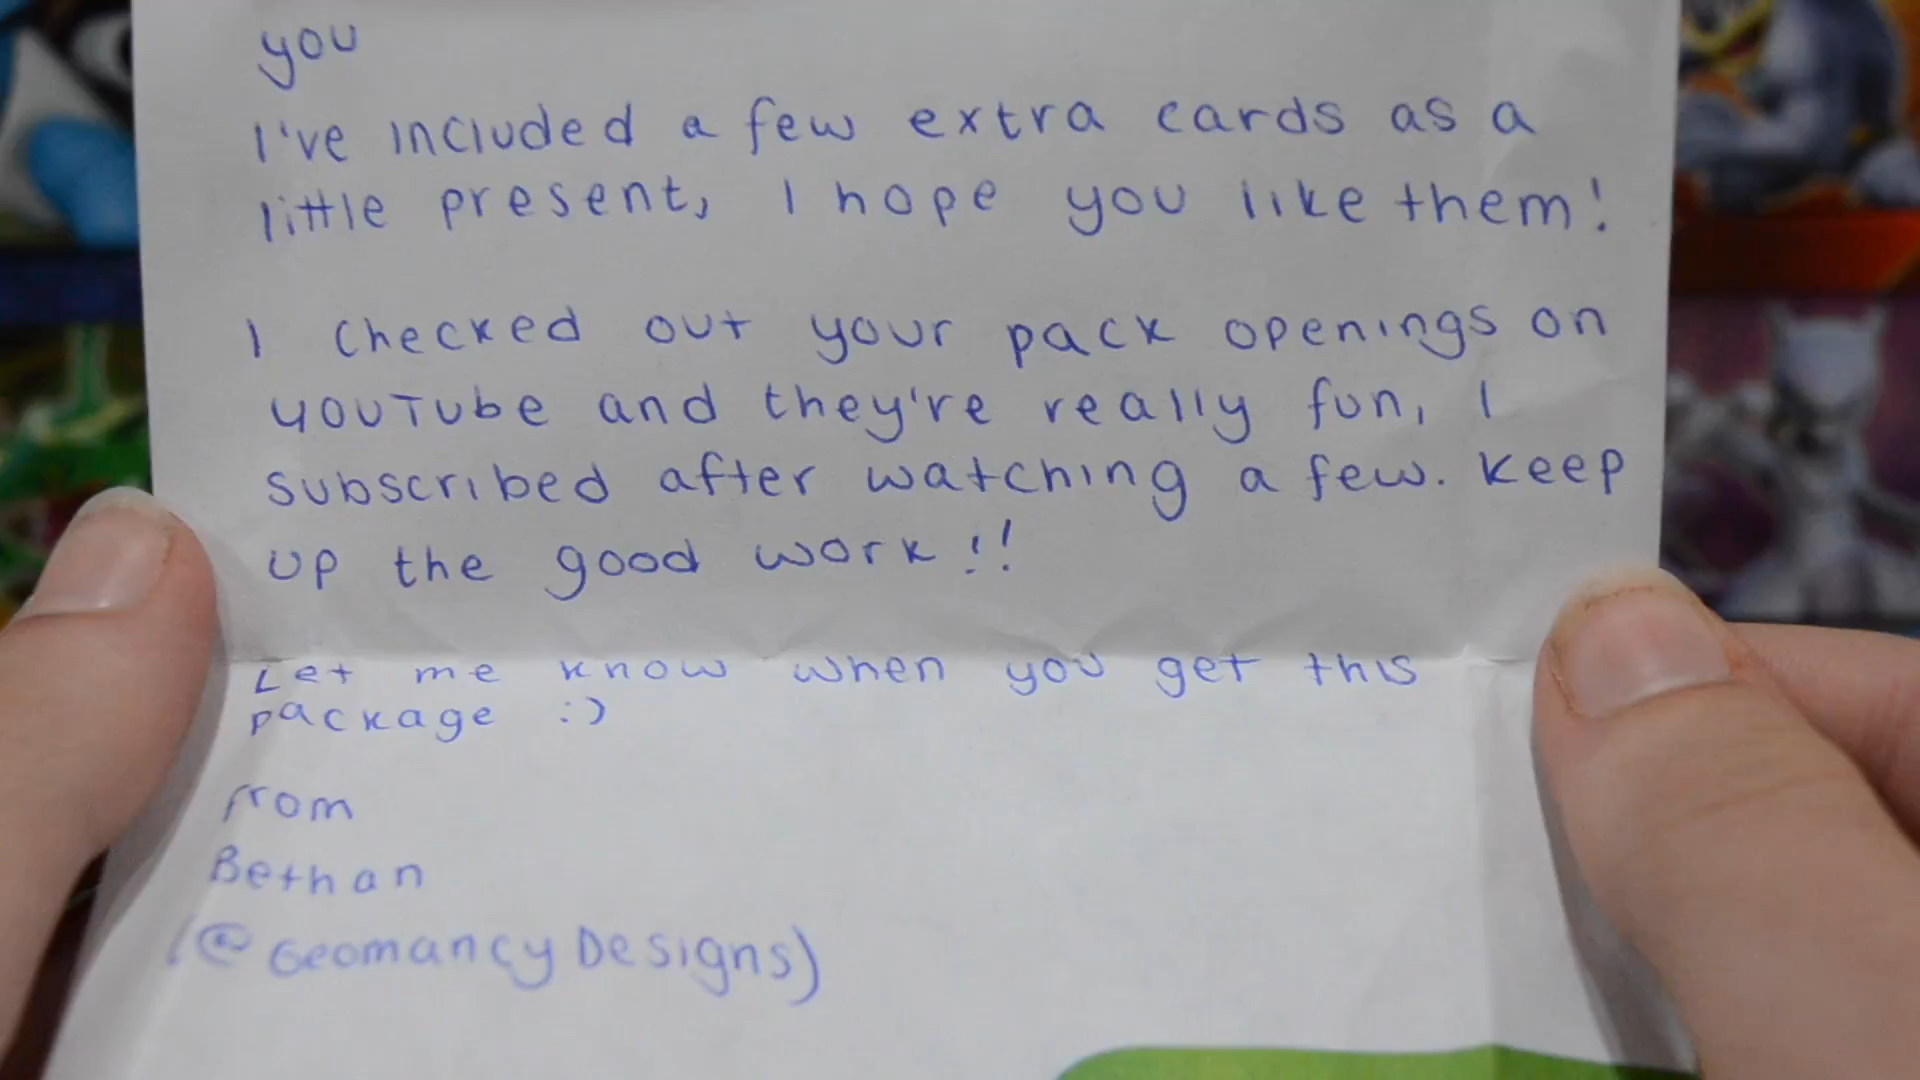 you
I've included a few extra cards as a
little present, I hope you like them!
I checked out your pack openings on
YouTube and they're really fun, I
subscribed after watching a few. Keep
up the good work!!
Let me know when you get this
package :)
from
Bethan
(@GeomancyDesigns)